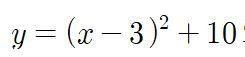 y = (x − 3)² + 10